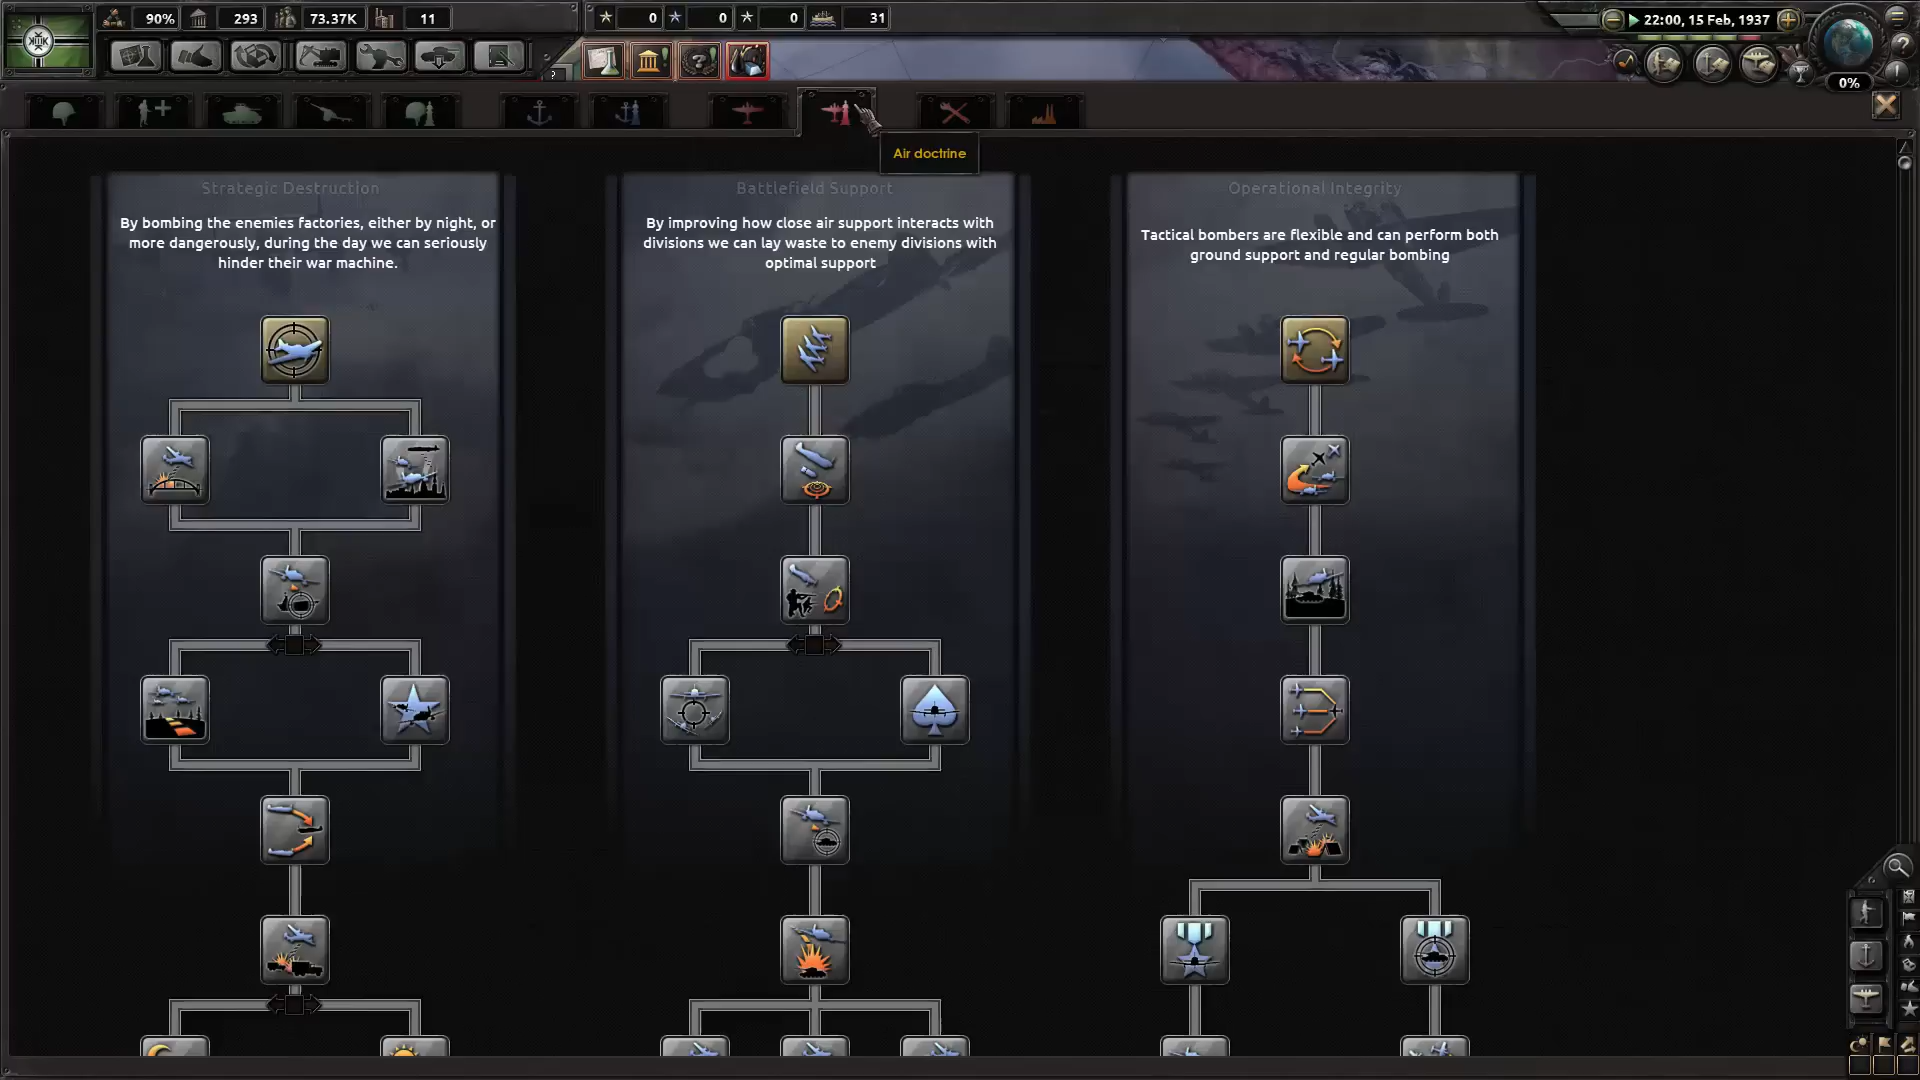 90%
293
73.37K
11
0
0
0
31
22:00, 15 Feb, 1937
0%
Air doctrine
Strategic Destruction
By bombing the enemies factories, either by night, or
more dangerously, during the day we can seriously
hinder their war machine.
Battlefield Support
By improving how close air support interacts with
divisions we can lay waste to enemy divisions with
optimal support
Operational Integrity
Tactical bombers are flexible and can perform both
ground support and regular bombing